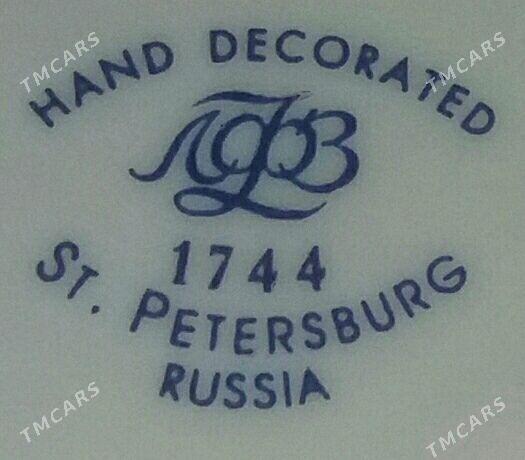 HAND DECORATED
ЛФЗ
1744
ST. PETERSBURG
RUSSIA
TMCARS
TMCARS
TMCARS
TMCARS